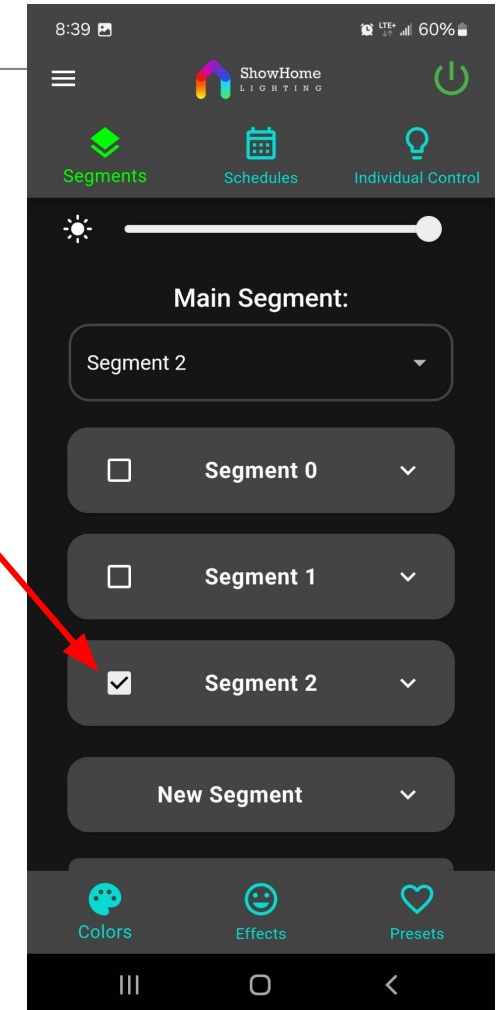 8:39 LTE+ 60%
ShowHome
LIGHTING
Segments Schedules Individual Control
Main Segment:
Segment 2
Segment 0
Segment 1
Segment 2
New Segment
Colors Effects Presets